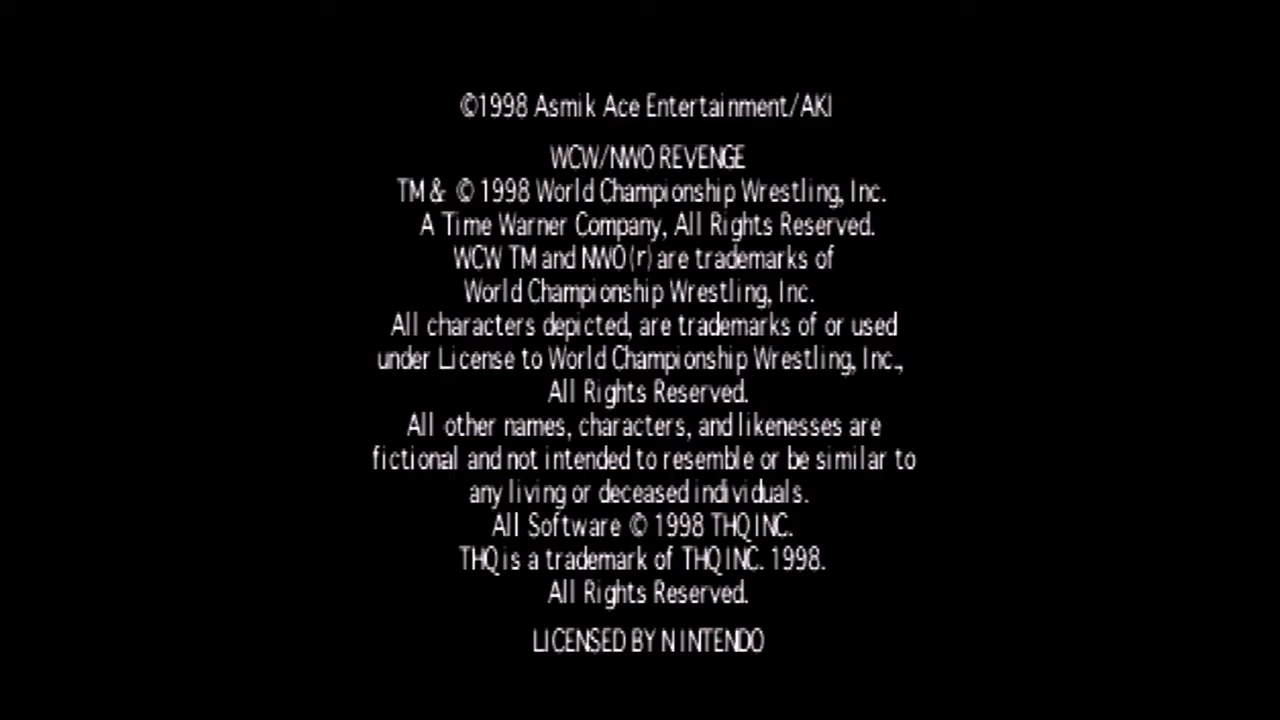 ©1998 Asmik Ace Entertainment/AKI
WCW/NWO REVENGE
TM & © 1998 World Championship Wrestling, Inc.
A Time Warner Company, All Rights Reserved.
WCW TM and NWO(r) are trademarks of
World Championship Wrestling, Inc.
All characters depicted, are trademarks of or used
under License to World Championship Wrestling, Inc.,
All Rights Reserved.
All other names, characters, and likenesses are
fictional and not intended to resemble or be similar to
any living or deceased individuals.
All Software © 1998 THQ INC.
THQ is a trademark of THQ INC. 1998.
All Rights Reserved.
LICENSED BY NINTENDO